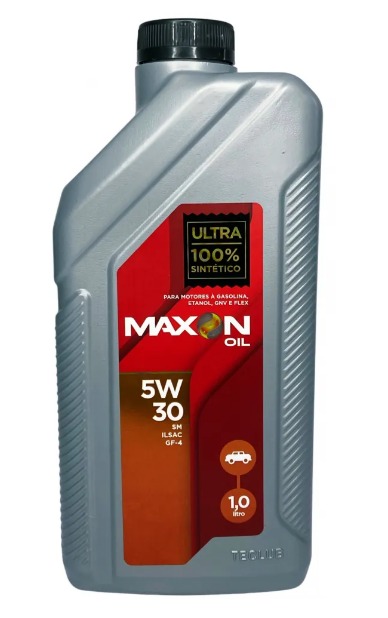 ULTRA
100%
SINTÉTICO
PARA MOTORES À GASOLINA,
ETANOL, GNV E FLEX
MAXON
OIL
5W
30
SM
ILSAC
GF-4
1,0
litro
TECLUB